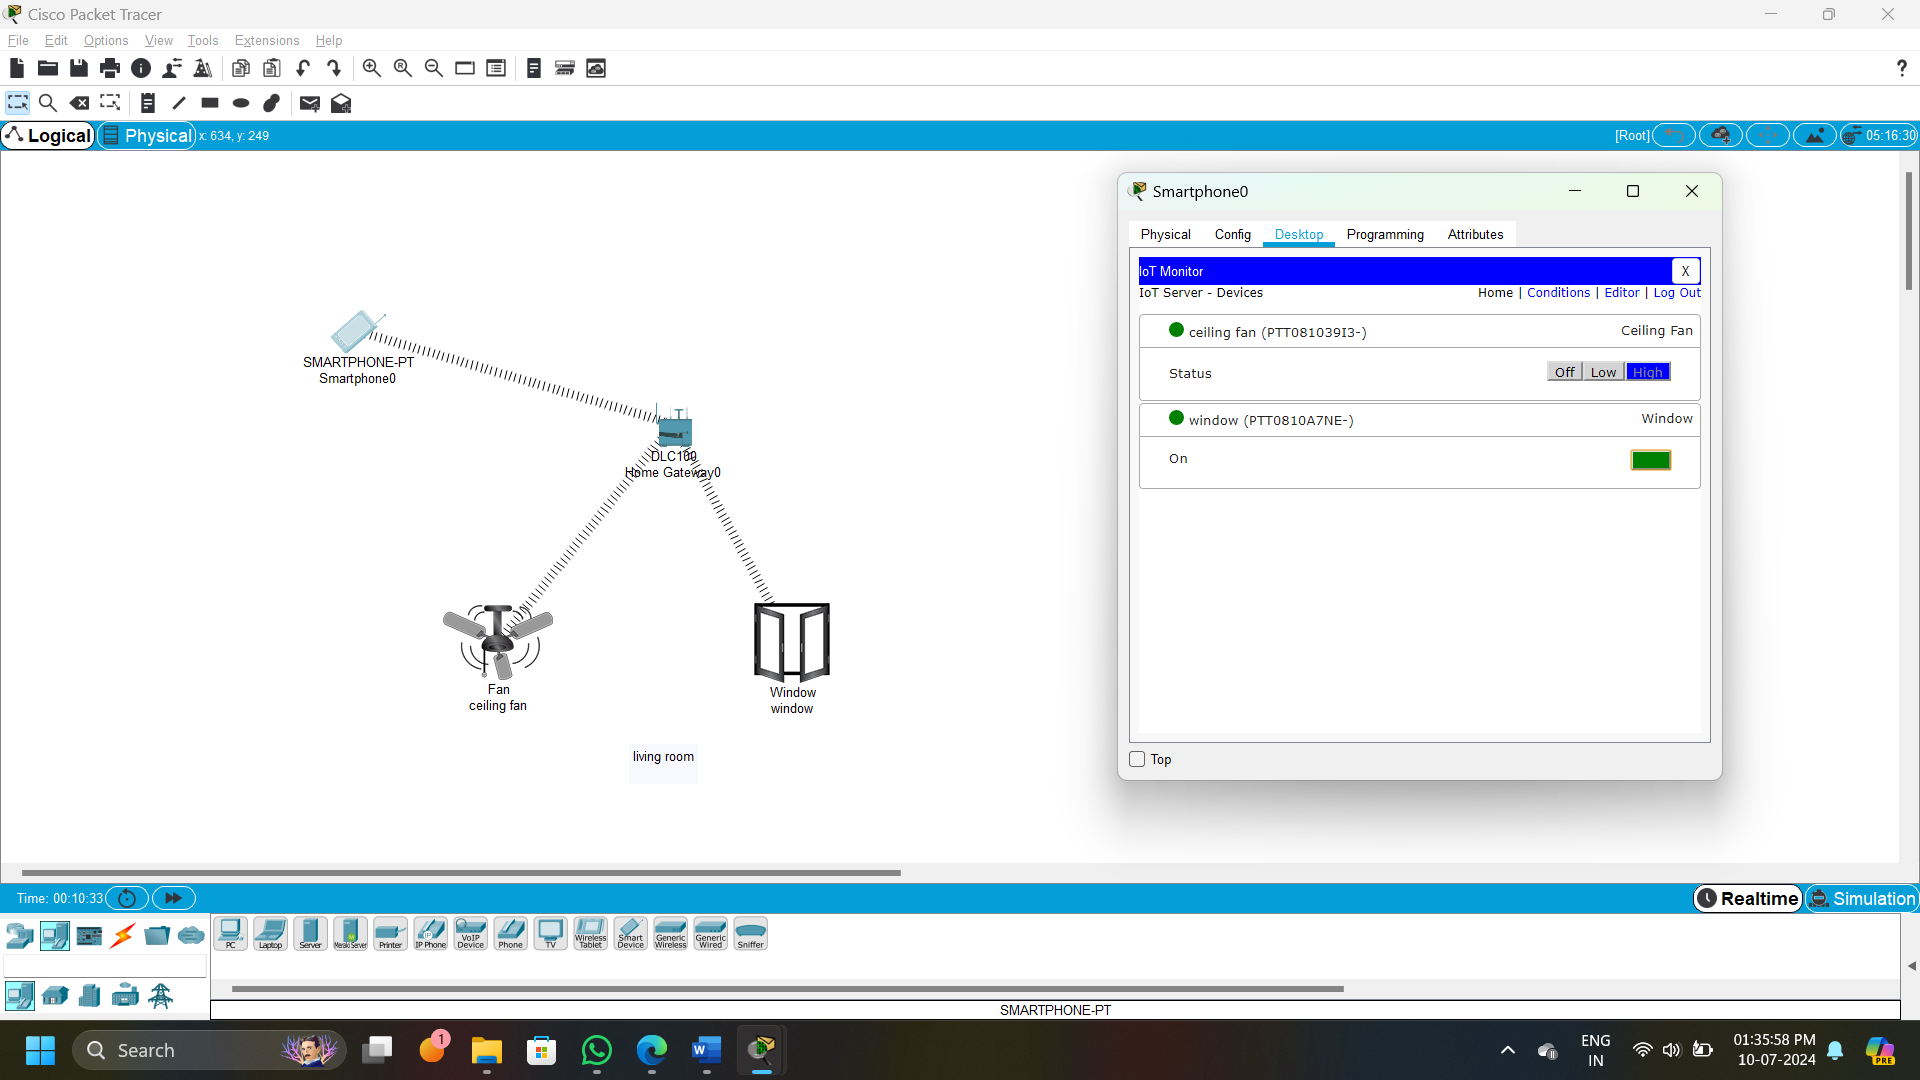 Cisco Packet Tracer
File Edit Options View Tools Extensions Help
?
Logical Physical x: 634, y: 249 [Root] 05:16:30
Smartphone0
Physical Config Desktop Programming Attributes
IoT Monitor X
IoT Server - Devices Home | Conditions | Editor | Log Out
ceiling fan (PTT081039I3-) Ceiling Fan
Status Off Low High
window (PTT0810A7NE-) Window
On
Top
SMARTPHONE-PT
Smartphone0
DLC100
Home Gateway0
Fan
ceiling fan
Window
window
living room
Time: 00:10:33 Realtime Simulation
PC Laptop Server Meraki Server Printer IP Phone VoIP Device Phone TV Wireless Tablet Smart Device Generic Wireless Generic Wired Sniffer
SMARTPHONE-PT
Search 1 ENG IN 01:35:58 PM PRE
10-07-2024